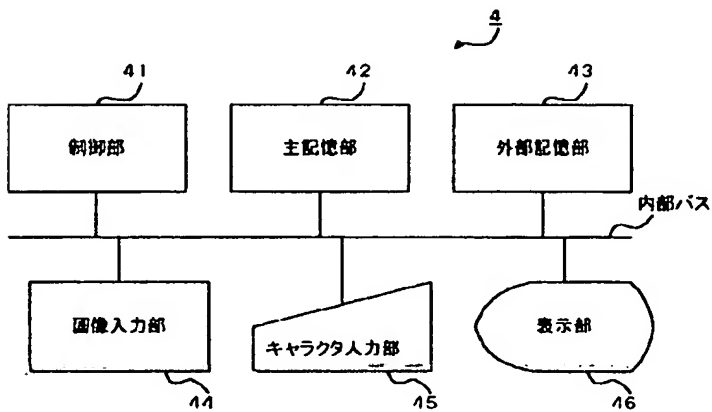 4
41
42
43
制御部
主記憶部
外部記憶部
内部バス
画像入力部
キャラクタ入力部
表示部
44
45
46